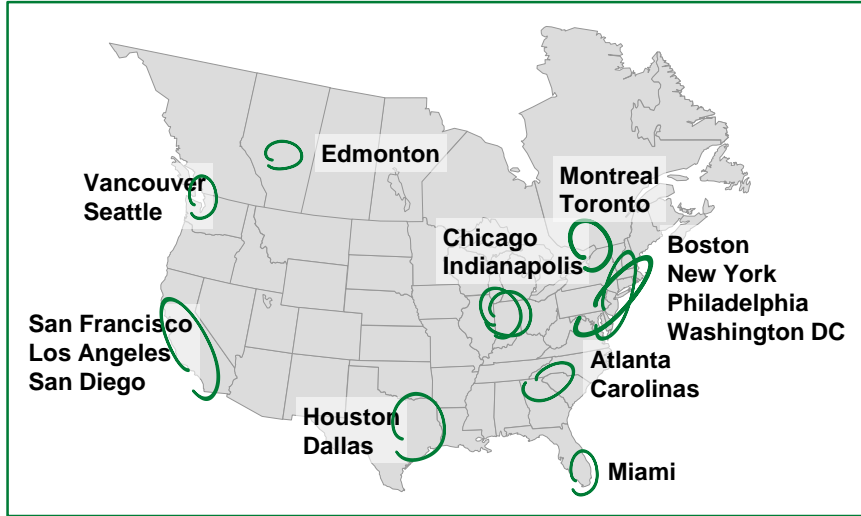 Edmonton
Vancouver
Seattle
Montreal
Toronto
Chicago
Indianapolis
Boston
New York
Philadelphia
Washington DC
San Francisco
Los Angeles
San Diego
Atlanta
Carolinas
Houston
Dallas
Miami